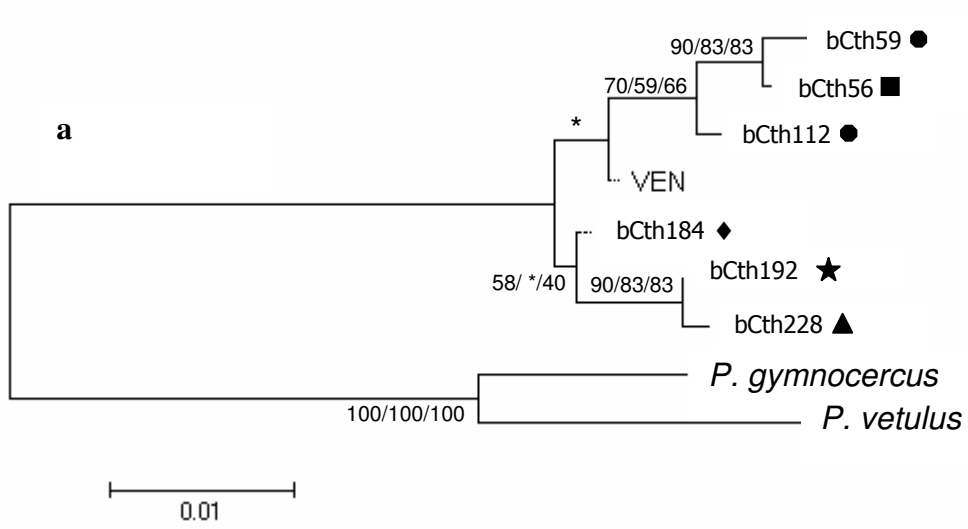 90/83/83
bCth59
70/59/66
bCth56
a
*
bCth112
VEN
bCth184
58/ */40
90/83/83
bCth192
bCth228
P. gymnocercus
100/100/100
P. vetulus
0.01